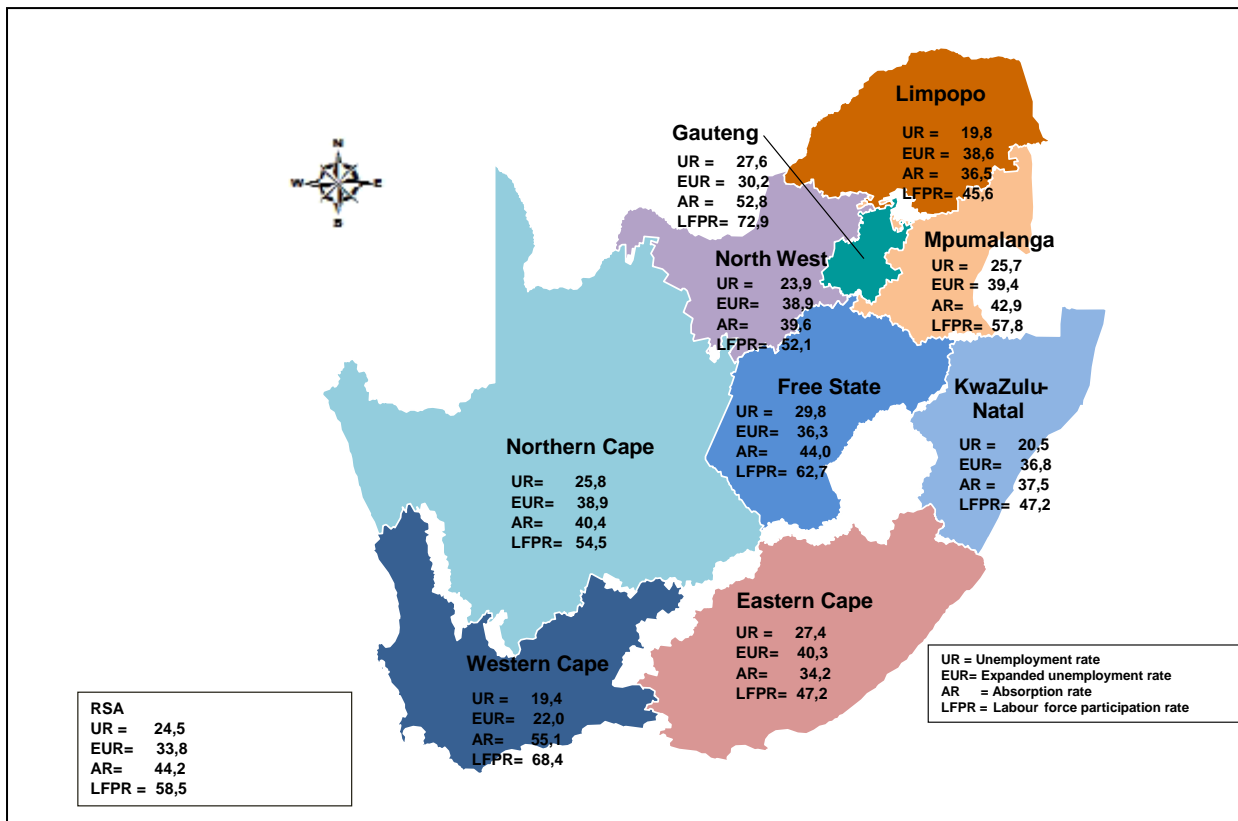 N
W
E
S
Limpopo
UR = 19,8
EUR = 38,6
AR = 36,5
LFPR= 45,6
Gauteng
UR = 27,6
EUR = 30,2
AR = 52,8
LFPR= 72,9
Mpumalanga
UR = 25,7
EUR = 39,4
AR= 42,9
LFPR= 57,8
North West
UR = 23,9
EUR= 38,9
AR= 39,6
LFPR= 52,1
Free State
UR = 29,8
EUR= 36,3
AR= 44,0
LFPR= 62,7
KwaZulu-
Natal
UR = 20,5
EUR= 36,8
AR = 37,5
LFPR= 47,2
Northern Cape
UR= 25,8
EUR= 38,9
AR= 40,4
LFPR= 54,5
Eastern Cape
UR = 27,4
EUR= 40,3
AR= 34,2
LFPR= 47,2
Western Cape
UR = 19,4
EUR= 22,0
AR= 55,1
LFPR= 68,4
UR = Unemployment rate
EUR= Expanded unemployment rate
AR = Absorption rate
LFPR = Labour force participation rate
RSA
UR = 24,5
EUR= 33,8
AR= 44,2
LFPR = 58,5